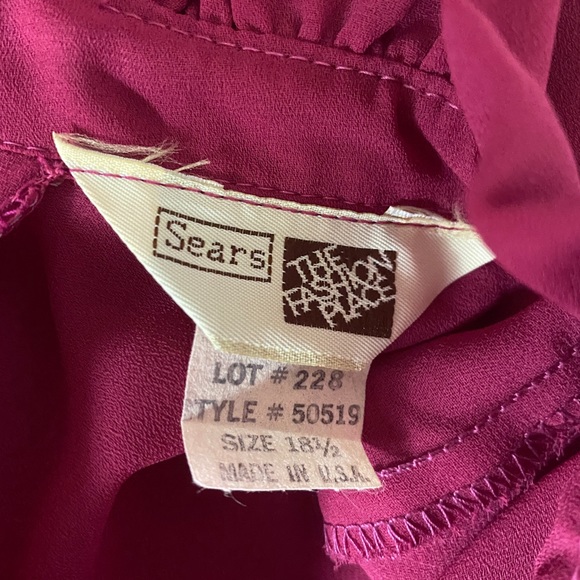 Sears
THE
FASHION
PLACE
LOT # 228
STYLE # 50519
SIZE 18½
MADE IN U.S.A.